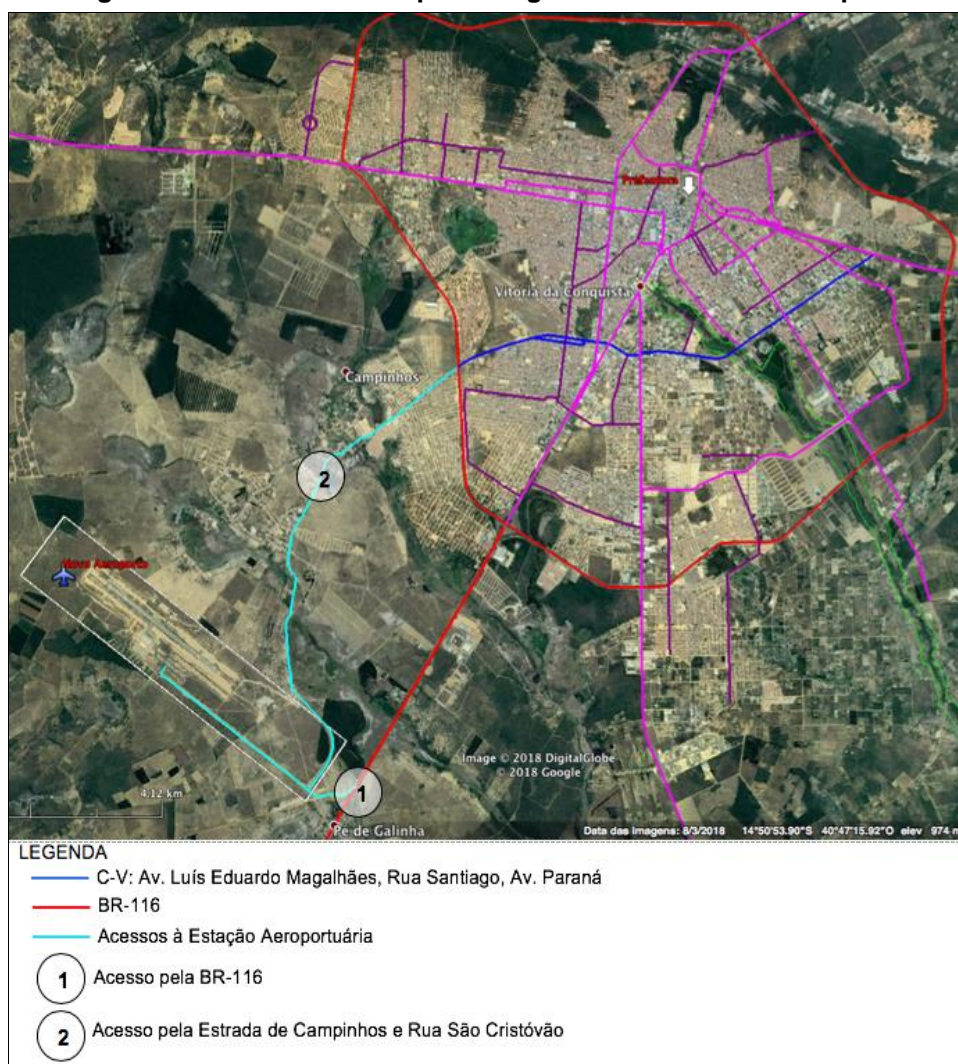 Prefeitura
Vitória da Conquista
Campinhos
2
Novo Aeroporto
Image © 2018 DigitalGlobe
© 2018 Google
4.12 km
1
Pé de Galinha
Data das imagens: 8/3/2018 14°50'53.90"S 40°47'15.92"O elev 974 m
LEGENDA
C-V: Av. Luís Eduardo Magalhães, Rua Santiago, Av. Paraná
BR-116
Acessos à Estação Aeroportuária
1 Acesso pela BR-116
2 Acesso pela Estrada de Campinhos e Rua São Cristóvão